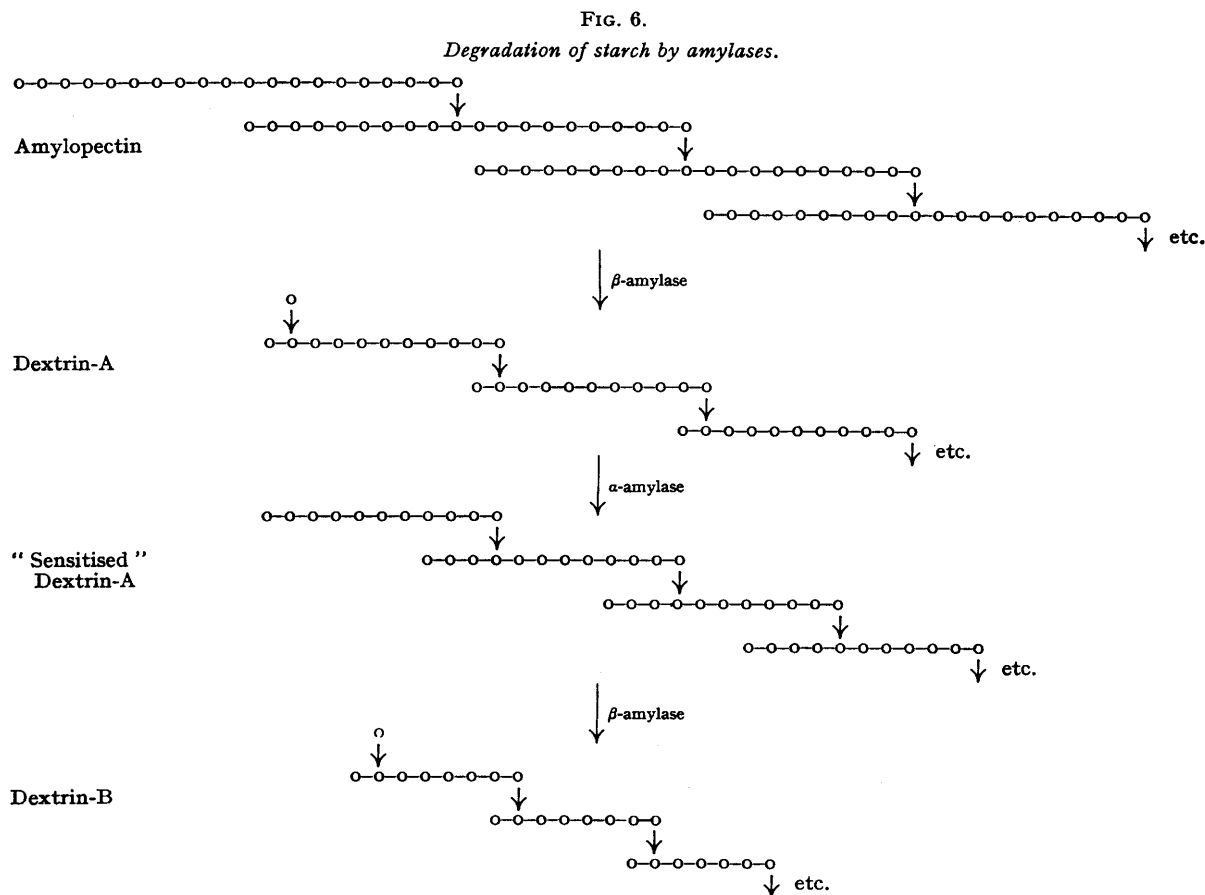 FIG. 6.
Degradation of starch by amylases.
Amylopectin
etc.
β-amylase
Dextrin-A
etc.
α-amylase
“ Sensitised ”
Dextrin-A
etc.
β-amylase
Dextrin-B
etc.